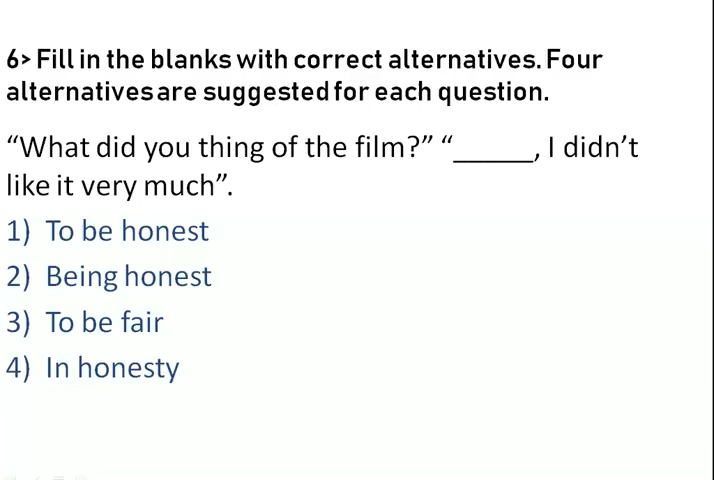 6> Fill in the blanks with correct alternatives. Four
alternatives are suggested for each question.
“What did you thing of the film?” “______, I didn’t
like it very much”.
1) To be honest
2) Being honest
3) To be fair
4) In honesty